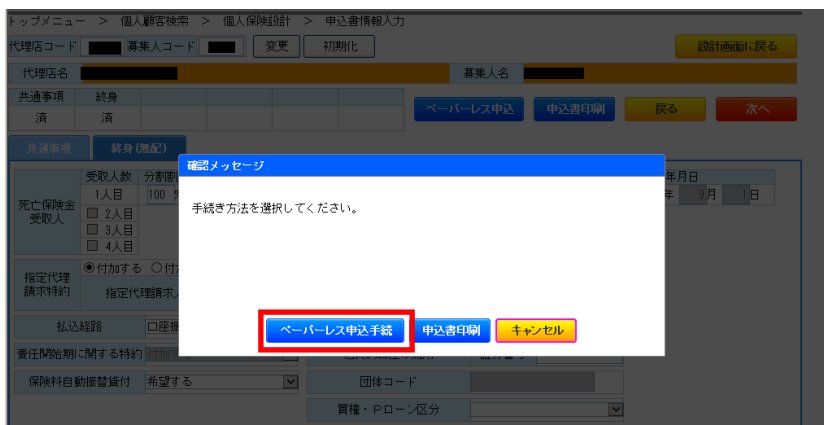 トップメニュー > 個人顧客検索 > 個人保険設計 > 申込書情報入力
代理店コード 募集人コード 変更 初期化 設計画面に戻る
代理店名 募集人名
共通事項 終身
済 済
ペーパーレス申込 申込書印刷 戻る 次へ
共通事項 終身(無配)
確認メッセージ
手続き方法を選択してください。
ペーパーレス申込手続 申込書印刷 キャンセル
受取人数 分割割 年月日
死亡保険金
受取人
1人目 100 年 月 1日
2人目
3人目
4人目
指定代理
請求特約
付加する
指定代理請求
払込経路 口座振
責任開始期に関する特約 付加
保険料自動振替貸付 希望する 団体コード
質権・Pローン区分